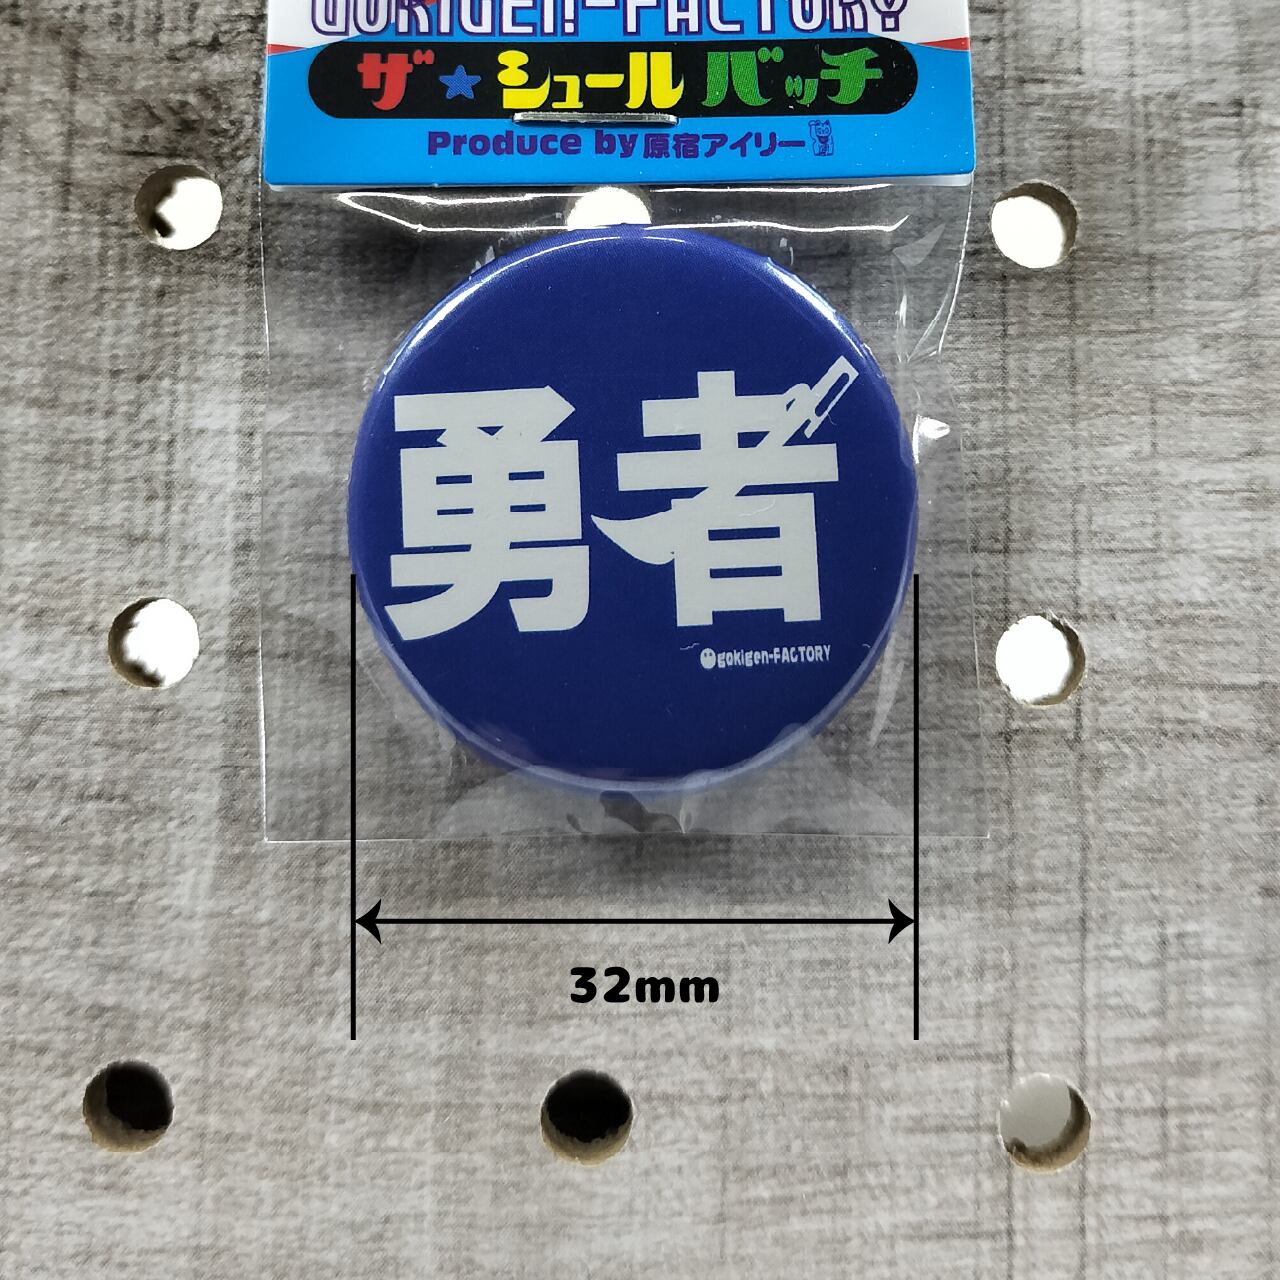 GOKIGEN!-FACTORY
ザ★シュールバッチ
Produce by 原宿アイリー
勇者
gokigen-FACTORY
32mm